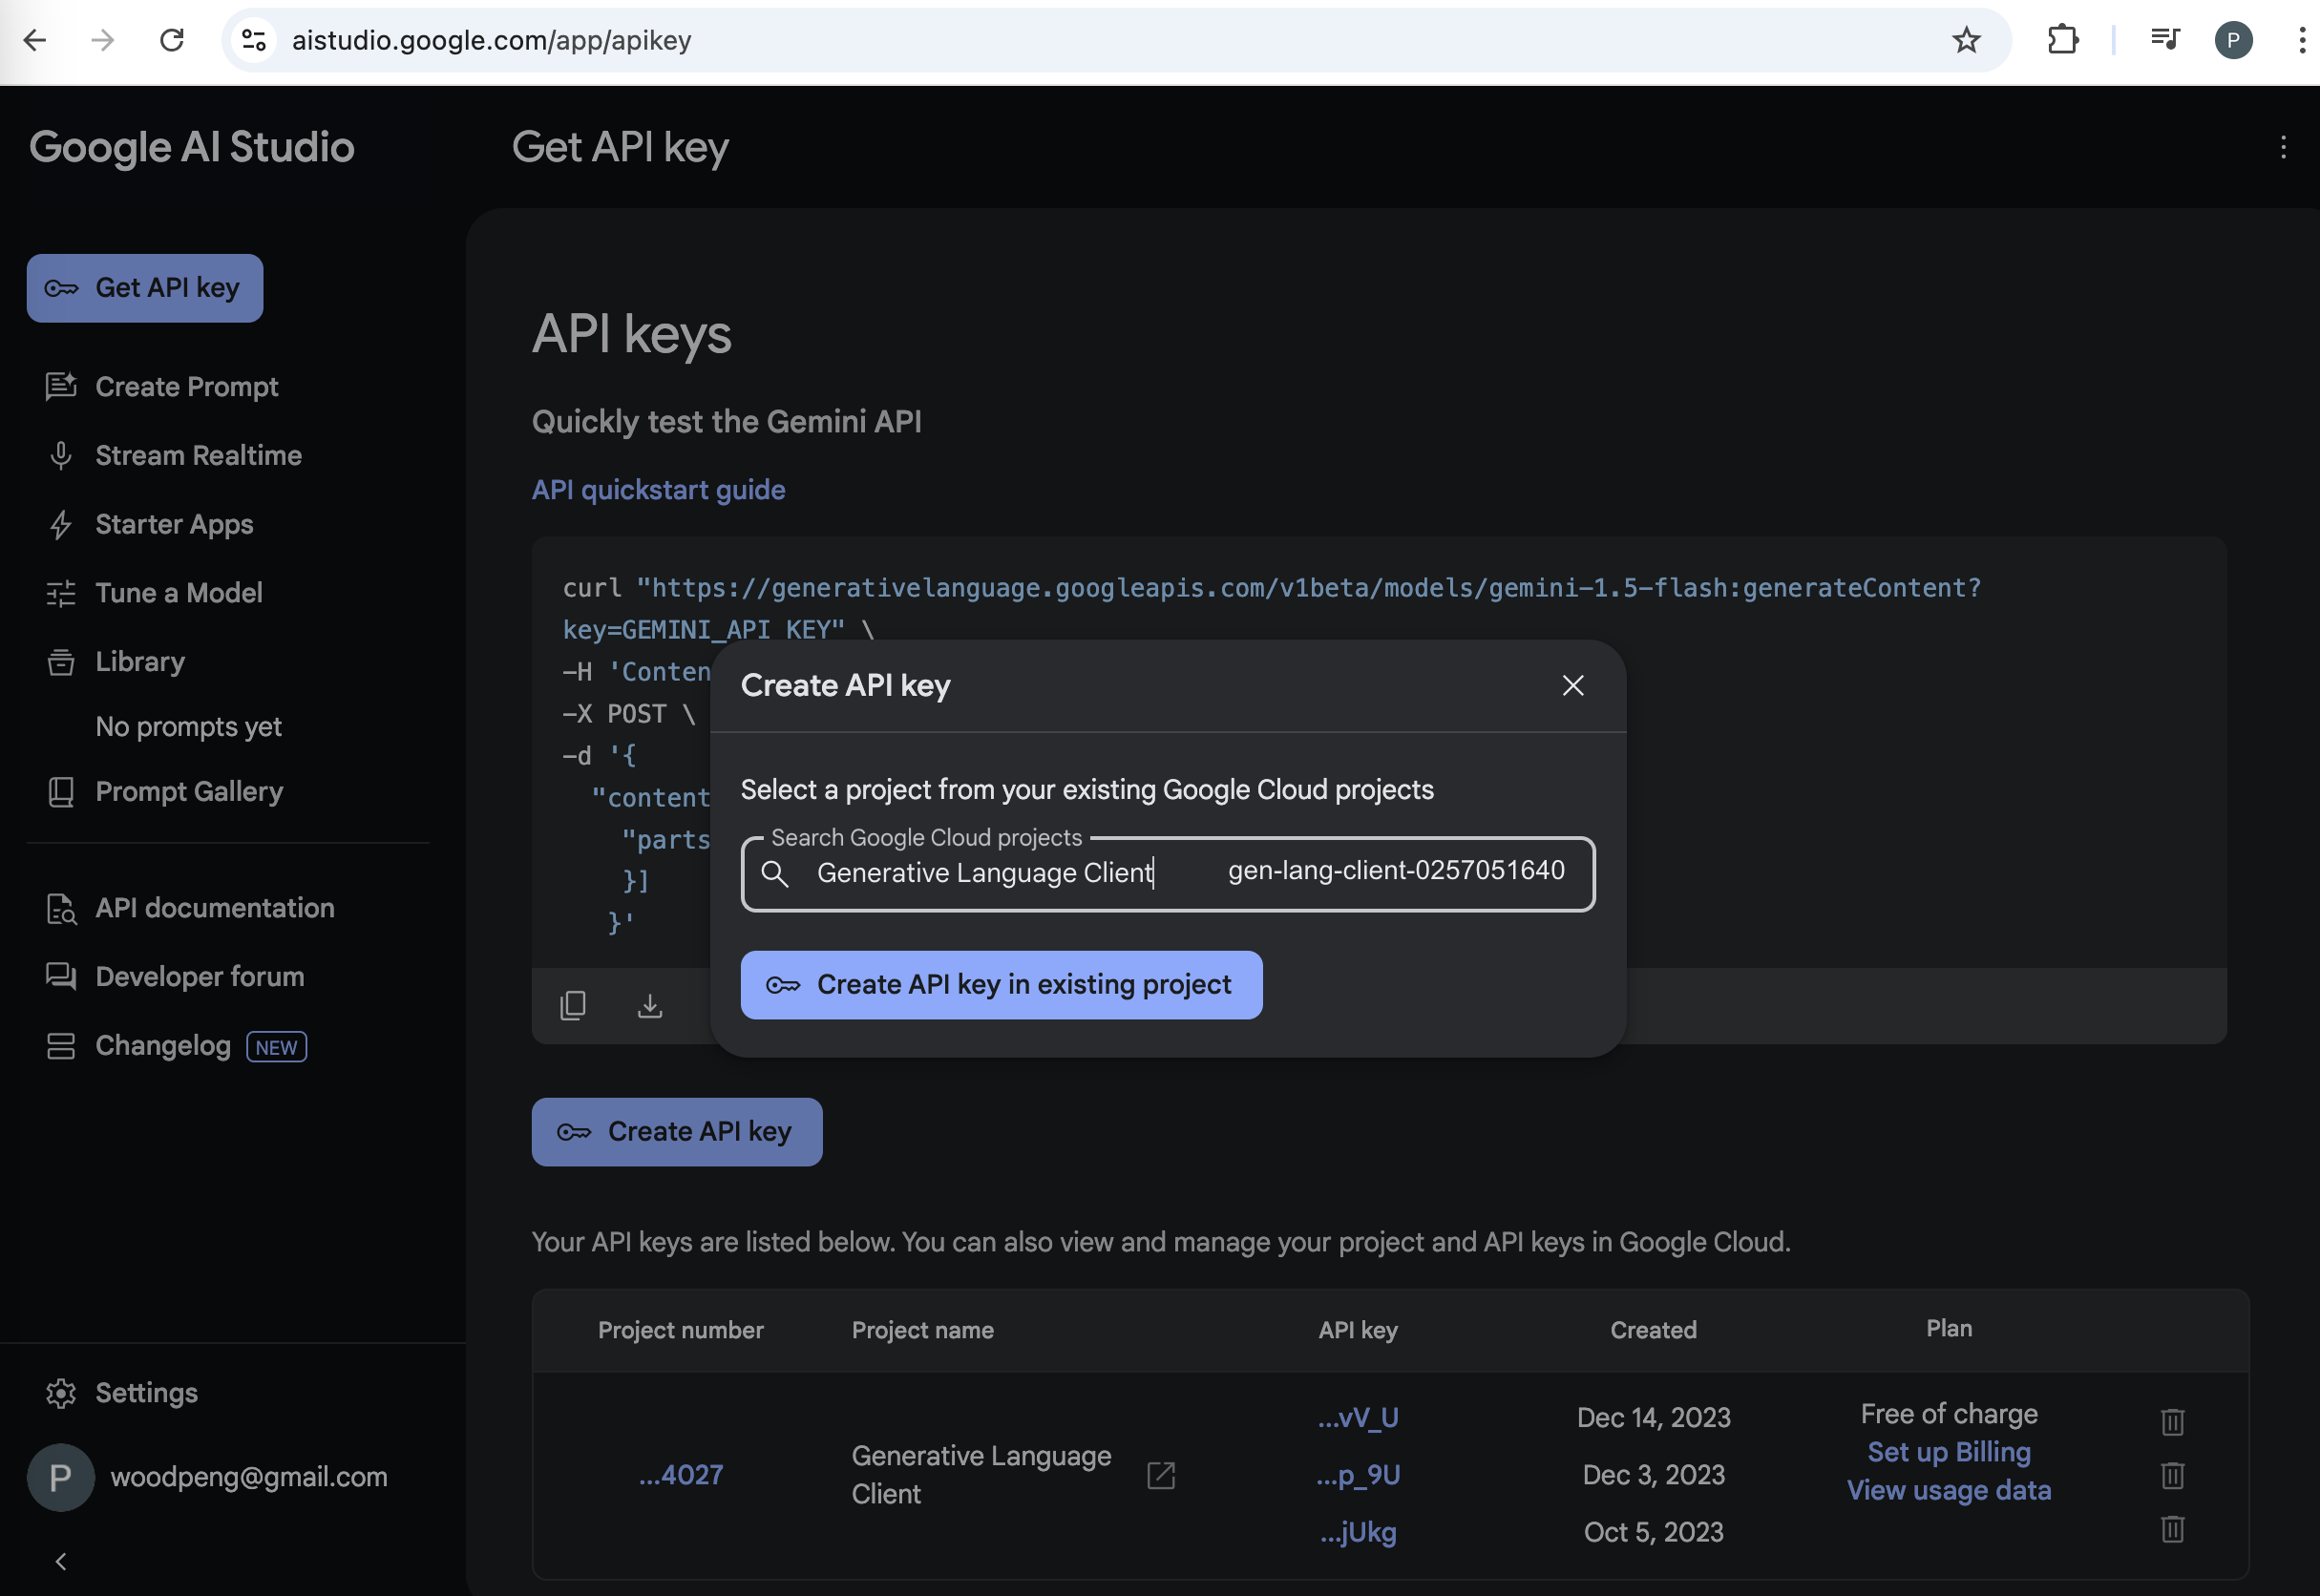 aistudio.google.com/app/apikey
P
Google AI Studio
Get API key
Get API key
Create Prompt
Stream Realtime
Starter Apps
Tune a Model
Library
No prompts yet
Prompt Gallery
API documentation
Developer forum
Changelog NEW
Settings
P woodpeng@gmail.com
API keys
Quickly test the Gemini API
API quickstart guide
curl "https://generativelanguage.googleapis.com/v1beta/models/gemini-1.5-flash:generateContent?
key=GEMINI_API_KEY" \
-H 'Conten
-X POST \
-d '{
"content
"parts
}]
}'
Create API key
Select a project from your existing Google Cloud projects
Search Google Cloud projects
Generative Language Client gen-lang-client-0257051640
Create API key in existing project
Create API key
Your API keys are listed below. You can also view and manage your project and API keys in Google Cloud.
Project number Project name API key Created Plan
...4027 Generative Language Client
...vV_U Dec 14, 2023
...p_9U Dec 3, 2023
...jUkg Oct 5, 2023
Free of charge
Set up Billing
View usage data